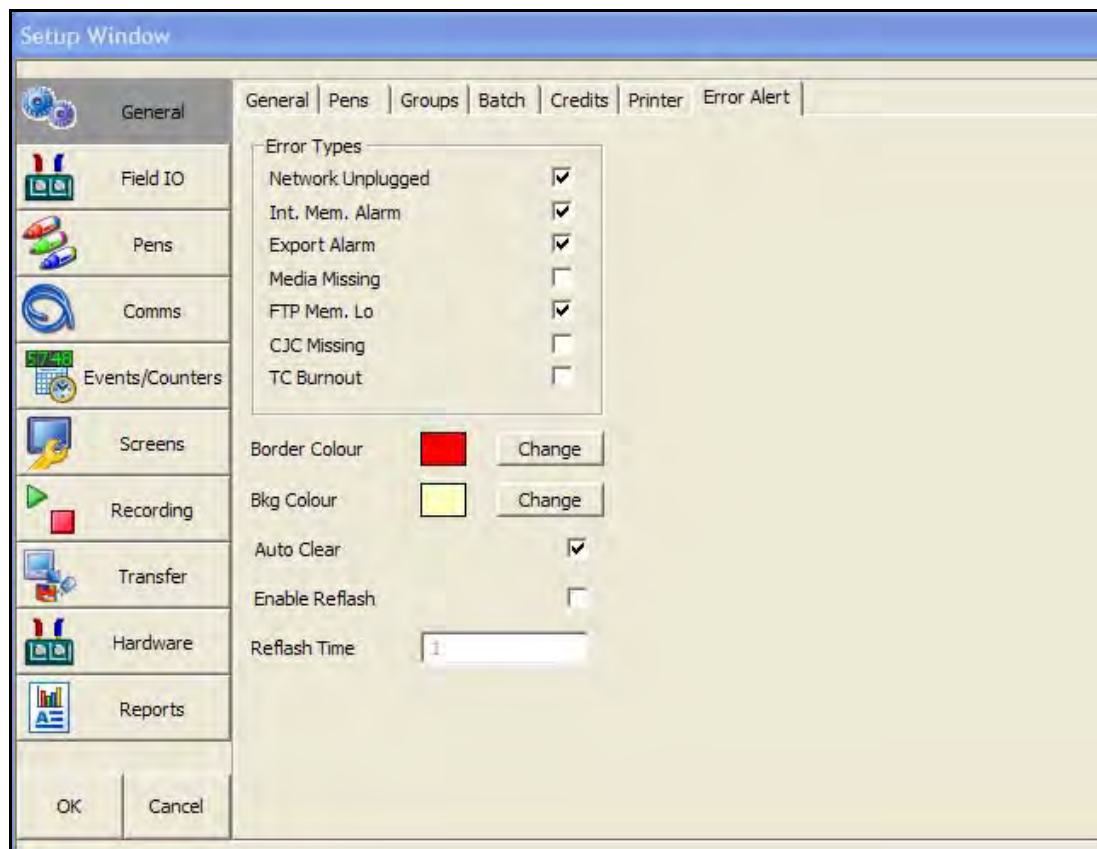 Setup Window
General
Field IO
Pens
Comms
57:48
Events/Counters
Screens
Recording
Transfer
Hardware
Reports
OK
Cancel
General
Pens
Groups
Batch
Credits
Printer
Error Alert
Error Types
Network Unplugged
Int. Mem. Alarm
Export Alarm
Media Missing
FTP Mem. Lo
CJC Missing
TC Burnout
Border Colour
Change
Bkg Colour
Change
Auto Clear
Enable Reflash
Reflash Time
1